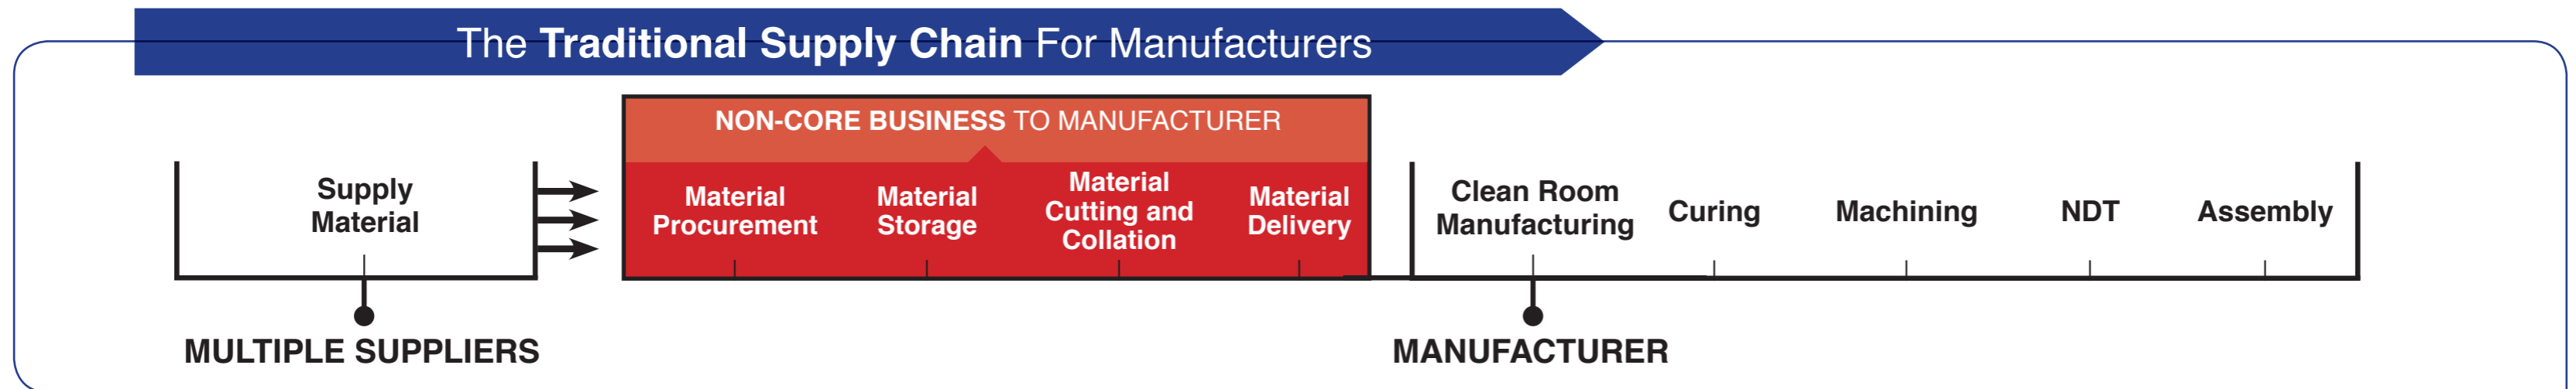 The Traditional Supply Chain For Manufacturers
NON-CORE BUSINESS TO MANUFACTURER
Supply
Material
Material
Procurement
Material
Storage
Material
Cutting and
Collation
Material
Delivery
Clean Room
Manufacturing
Curing
Machining
NDT
Assembly
MULTIPLE SUPPLIERS
MANUFACTURER